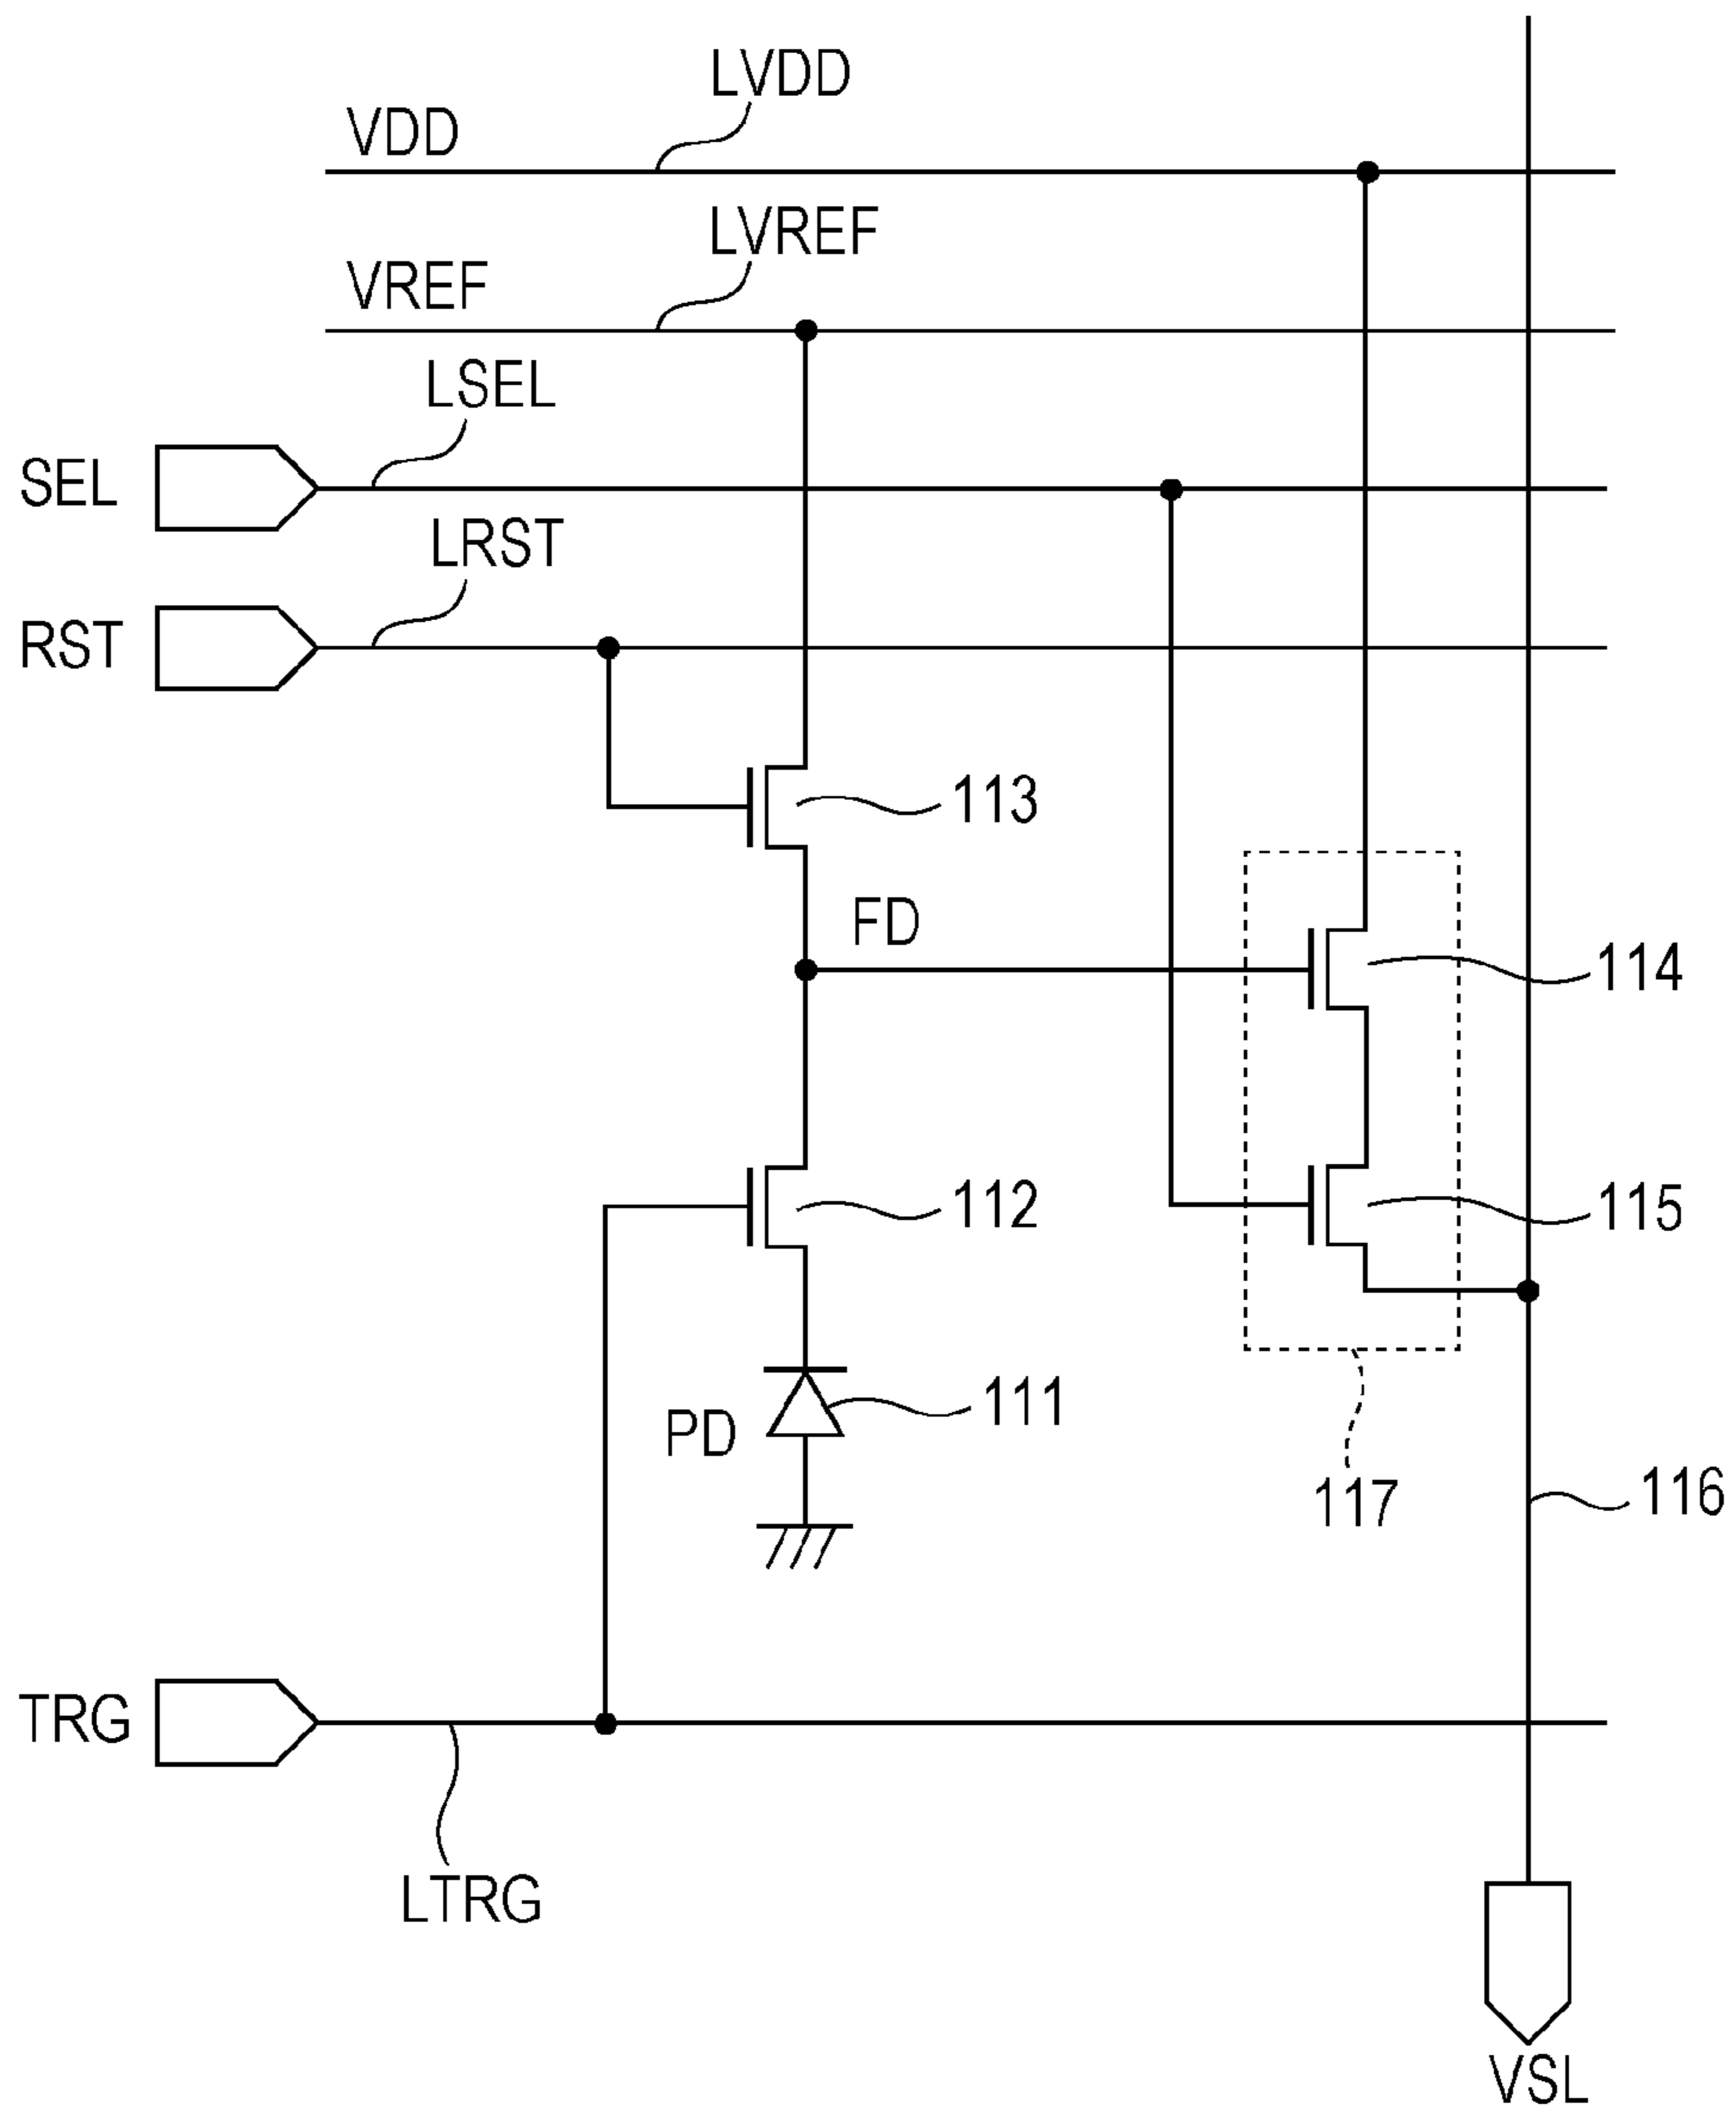 LVDD
VDD
LVREF
VREF
LSEL
SEL
LRST
RST
113
FD
114
112
115
111
PD
116
117
TRG
LTRG
VSL